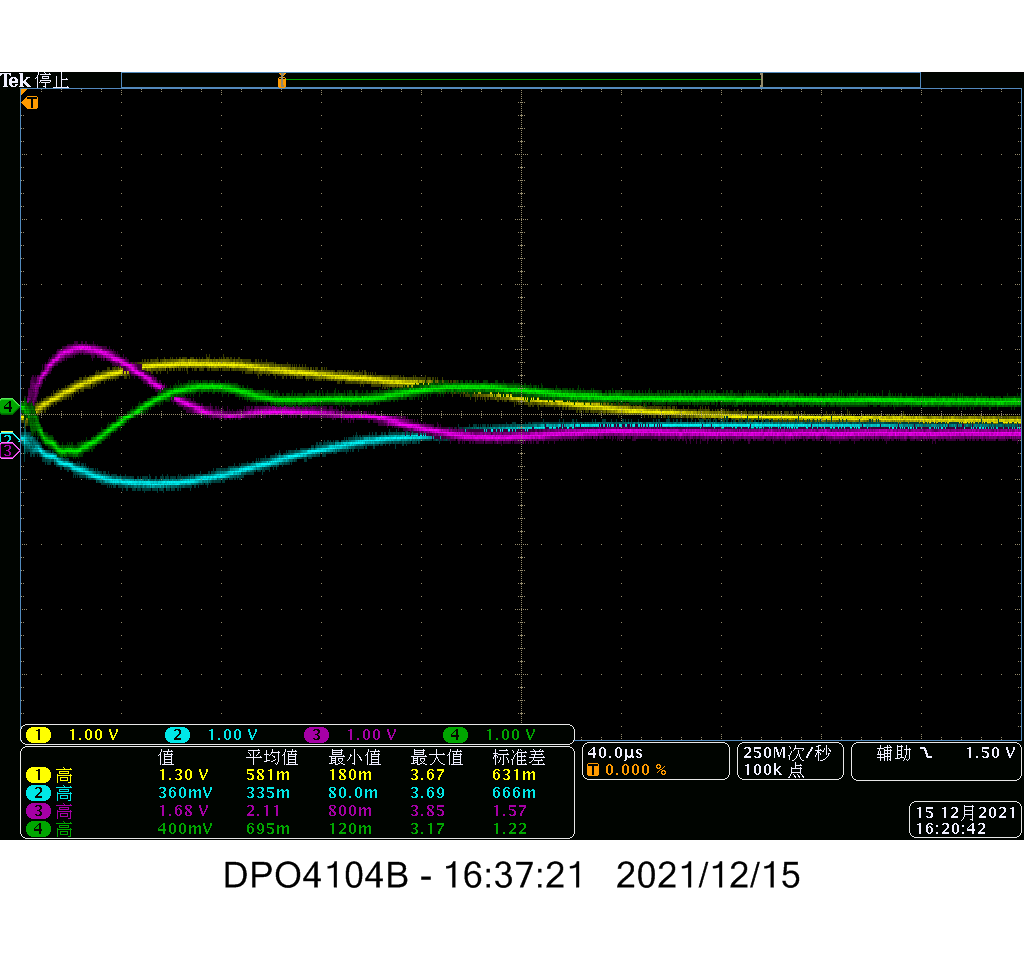 Tek 停止
T
T
4
2
3
1 1.00 V 2 1.00 V 3 1.00 V 4 1.00 V
值 平均值 最小值 最大值 标准差
1 高 1.30 V 581m 180m 3.67 631m
2 高 360mV 335m 80.0m 3.69 666m
3 高 1.68 V 2.11 800m 3.85 1.57
4 高 400mV 695m 120m 3.17 1.22
40.0µs
T 0.000 %
250M次/秒
100k 点
辅助 1.50 V
15 12月2021
16:20:42
DPO4104B - 16:37:21 2021/12/15